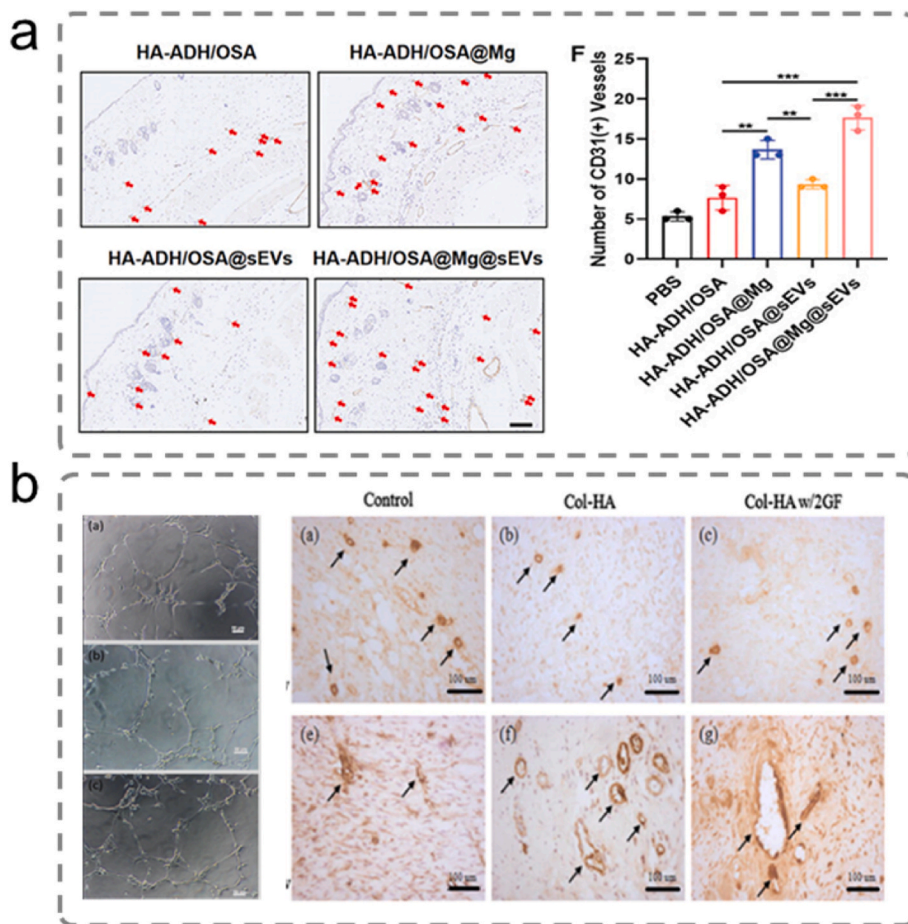 a
HA-ADH/OSA
HA-ADH/OSA@Mg
HA-ADH/OSA@sEVs
HA-ADH/OSA@Mg@sEVs
F
Number of CD31(+) Vessels
25
20
15
10
5
0
***
** ** ***
PBS
HA-ADH/OSA
HA-ADH/OSA@Mg
HA-ADH/OSA@sEVs
HA-ADH/OSA@Mg@sEVs
b
(a)
(b)
(c)
Control
Col-HA
Col-HA w/2GF
(a)
100 um
(b)
100 um
(c)
100 um
(e)
100 um
(f)
100 um
(g)
100 um